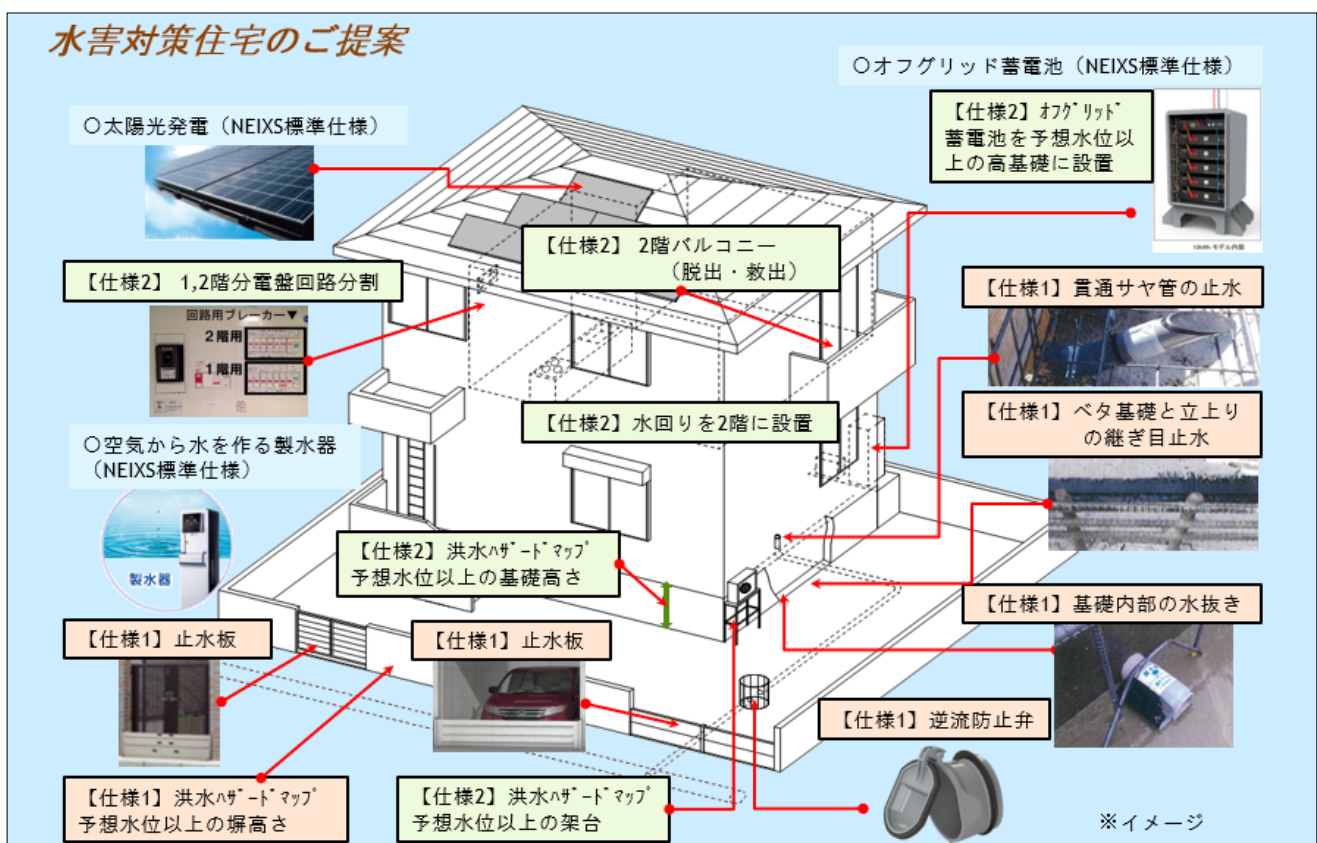 水害対策住宅のご提案
○オフグリッド蓄電池（NEIXS標準仕様）
【仕様2】ｵﾌｸﾞﾘｯﾄﾞ
蓄電池を予想水位以
上の高基礎に設置
10kWhモデル内部
○太陽光発電（NEIXS標準仕様）
【仕様2】2階バルコニー
（脱出・救出）
【仕様2】1,2階分電盤回路分割
回路用ブレーカー▼
2階用
1階用
【仕様1】貫通サヤ管の止水
【仕様1】ベタ基礎と立上り
の継ぎ目止水
【仕様2】水回りを2階に設置
○空気から水を作る製水器
（NEIXS標準仕様）
製水器
【仕様2】洪水ﾊｻﾞｰﾄﾞﾏｯﾌﾟ
予想水位以上の基礎高さ
【仕様1】基礎内部の水抜き
【仕様1】止水板
【仕様1】止水板
【仕様1】逆流防止弁
【仕様1】洪水ﾊｻﾞｰﾄﾞﾏｯﾌﾟ
予想水位以上の塀高さ
【仕様2】洪水ﾊｻﾞｰﾄﾞﾏｯﾌﾟ
予想水位以上の架台
※イメージ